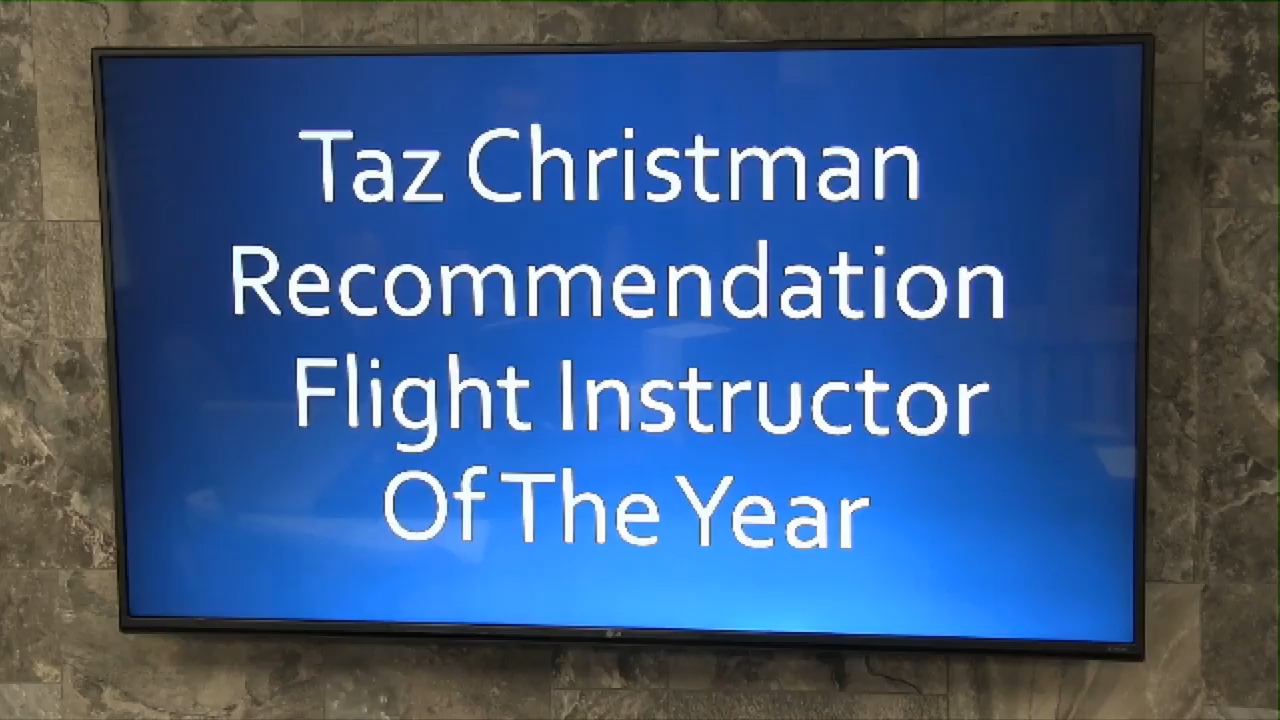 Taz Christman
Recommendation
Flight Instructor
Of The Year